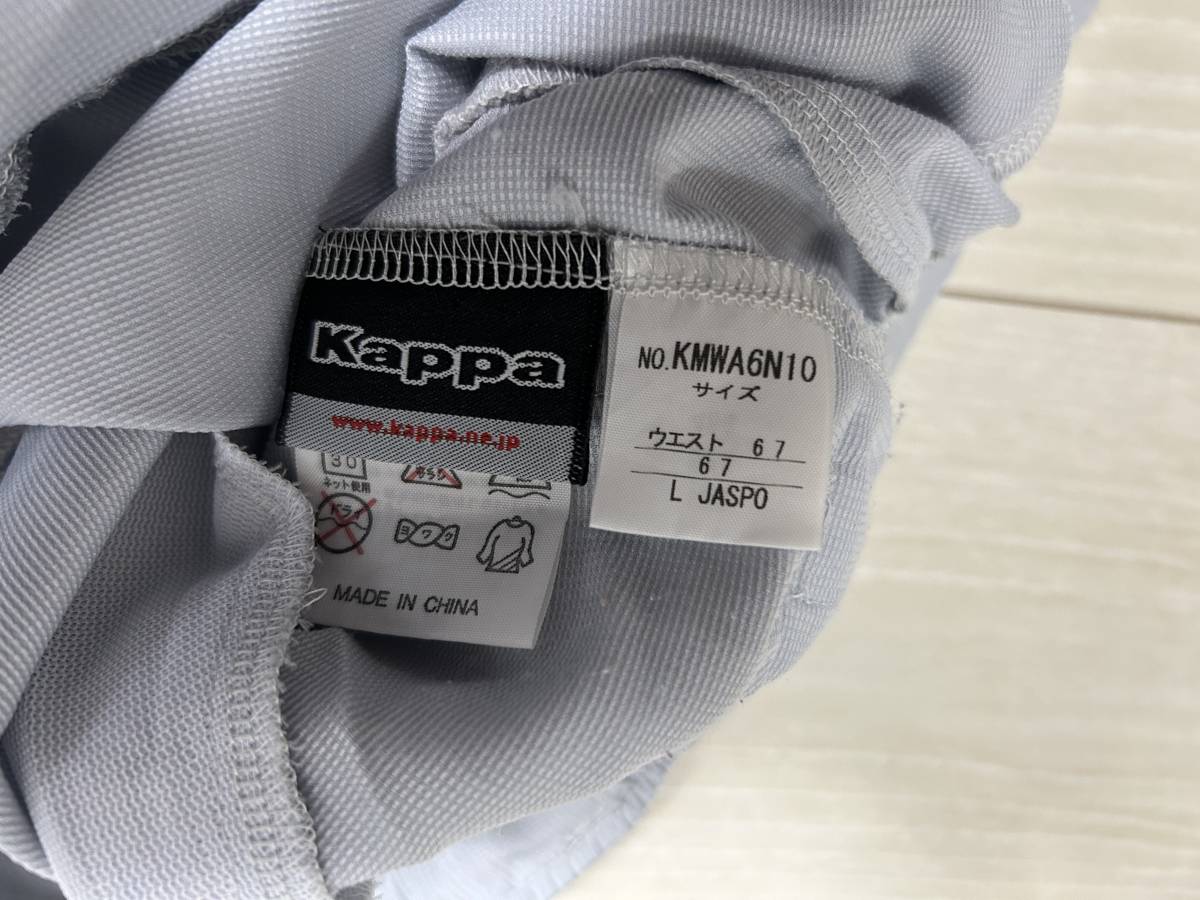 Kappa
www.kappa.ne.jp
30
ネット使用
ドライ
ヨワク
MADE IN CHINA
NO.KMWA6N10
サイズ
ウエスト 67
67
L JASPO